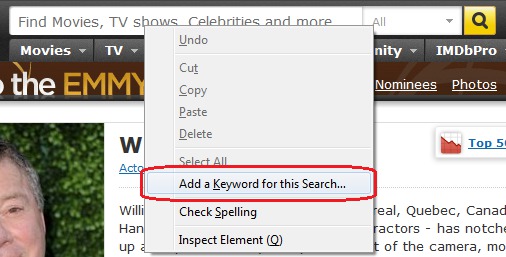 Find Movies, TV shows, Celebrities and more
All
Movies TV nity IMDbPro
o the EMMY Nominees Photos
Undo
Cut
Copy
Paste
Delete
Select All
Add a Keyword for this Search...
Check Spelling
Inspect Element (Q)
W
Top 50
Acto
Willi real, Quebec, Canad
Han ractors - has notche
up a t of the camera, mo